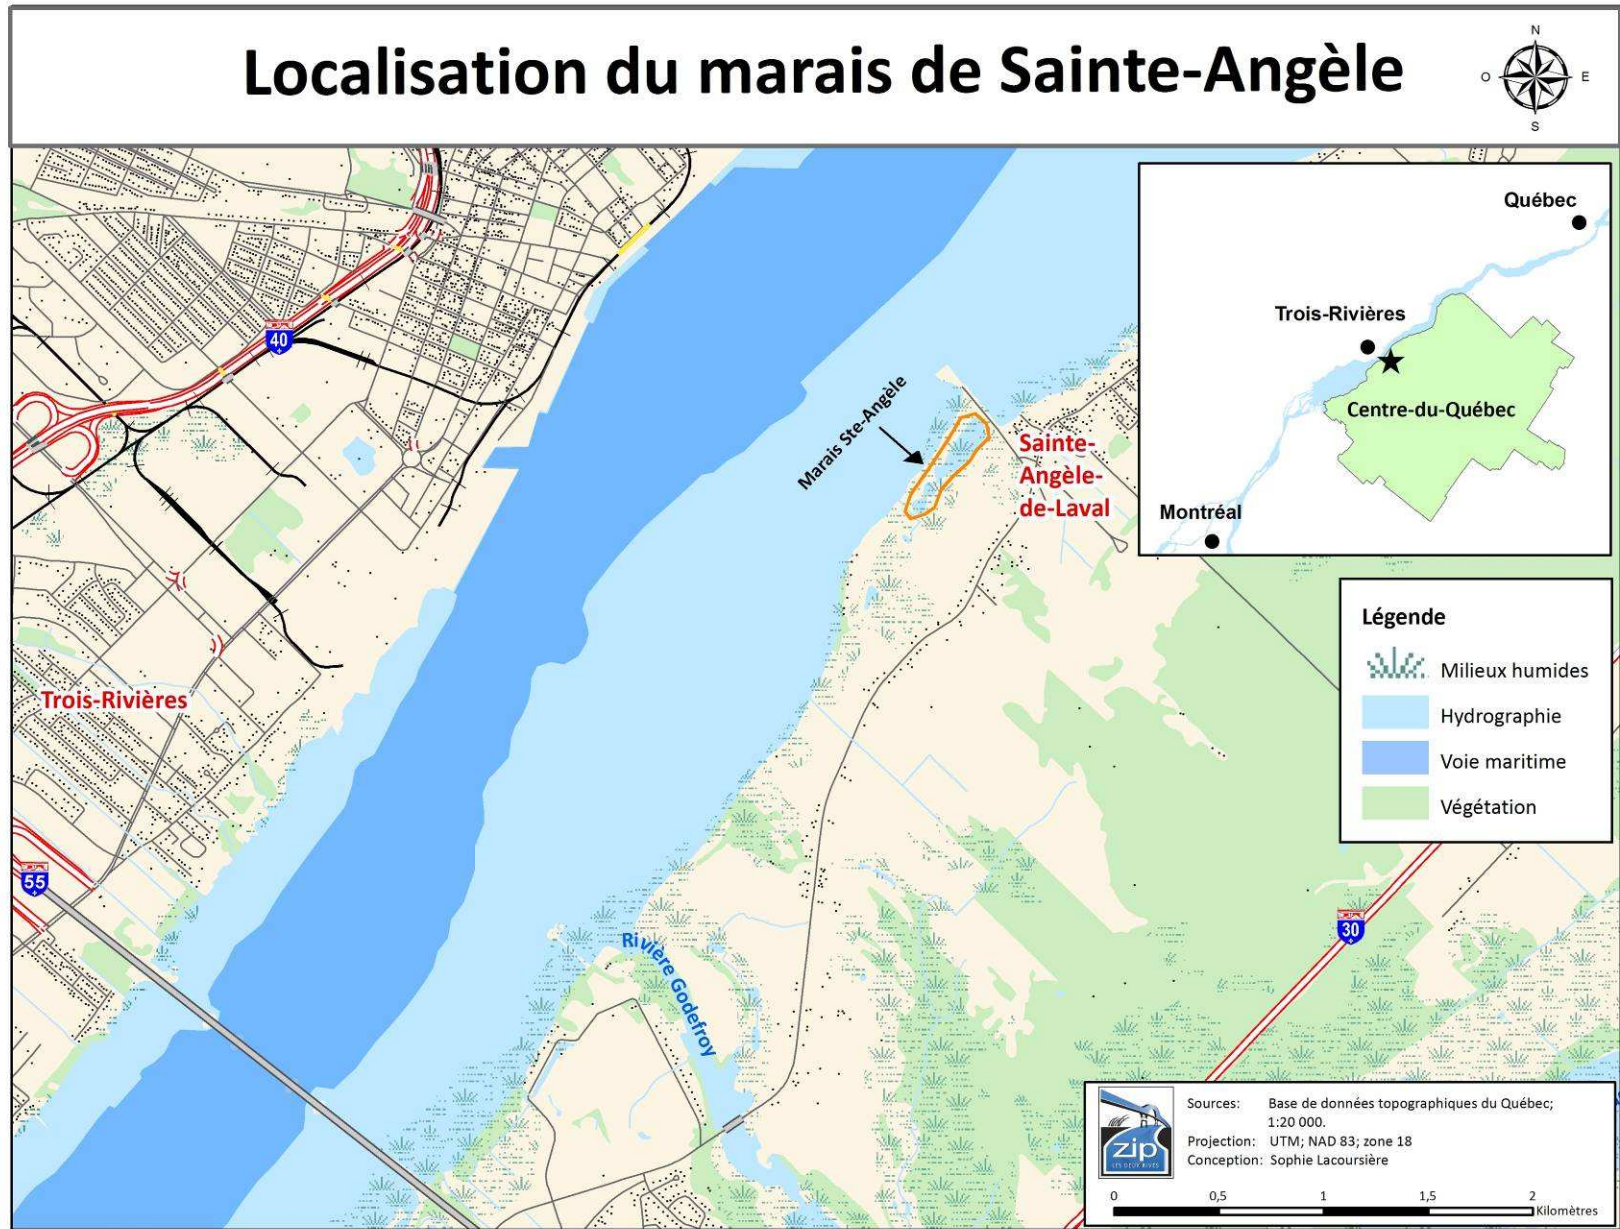 Localisation du marais de Sainte-Angèle
N
O
E
S
Québec
Trois-Rivières
Centre-du-Québec
Montréal
40
Marais Ste-Angèle
Sainte-
Angèle-
de-Laval
Légende
Milieux humides
Hydrographie
Voie maritime
Végétation
Trois-Rivières
55
30
Rivière Godefroy
zip
LES DEUX RIVES
Sources: Base de données topographiques du Québec;
1:20 000.
Projection: UTM; NAD 83; zone 18
Conception: Sophie Lacoursière
0 0,5 1 1,5 2
Kilomètres